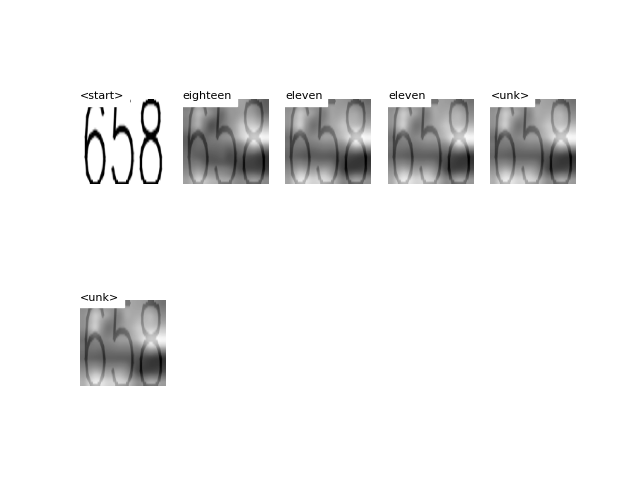 <start> eighteen eleven eleven <unk>
658 658 658 658 658
<unk>
658